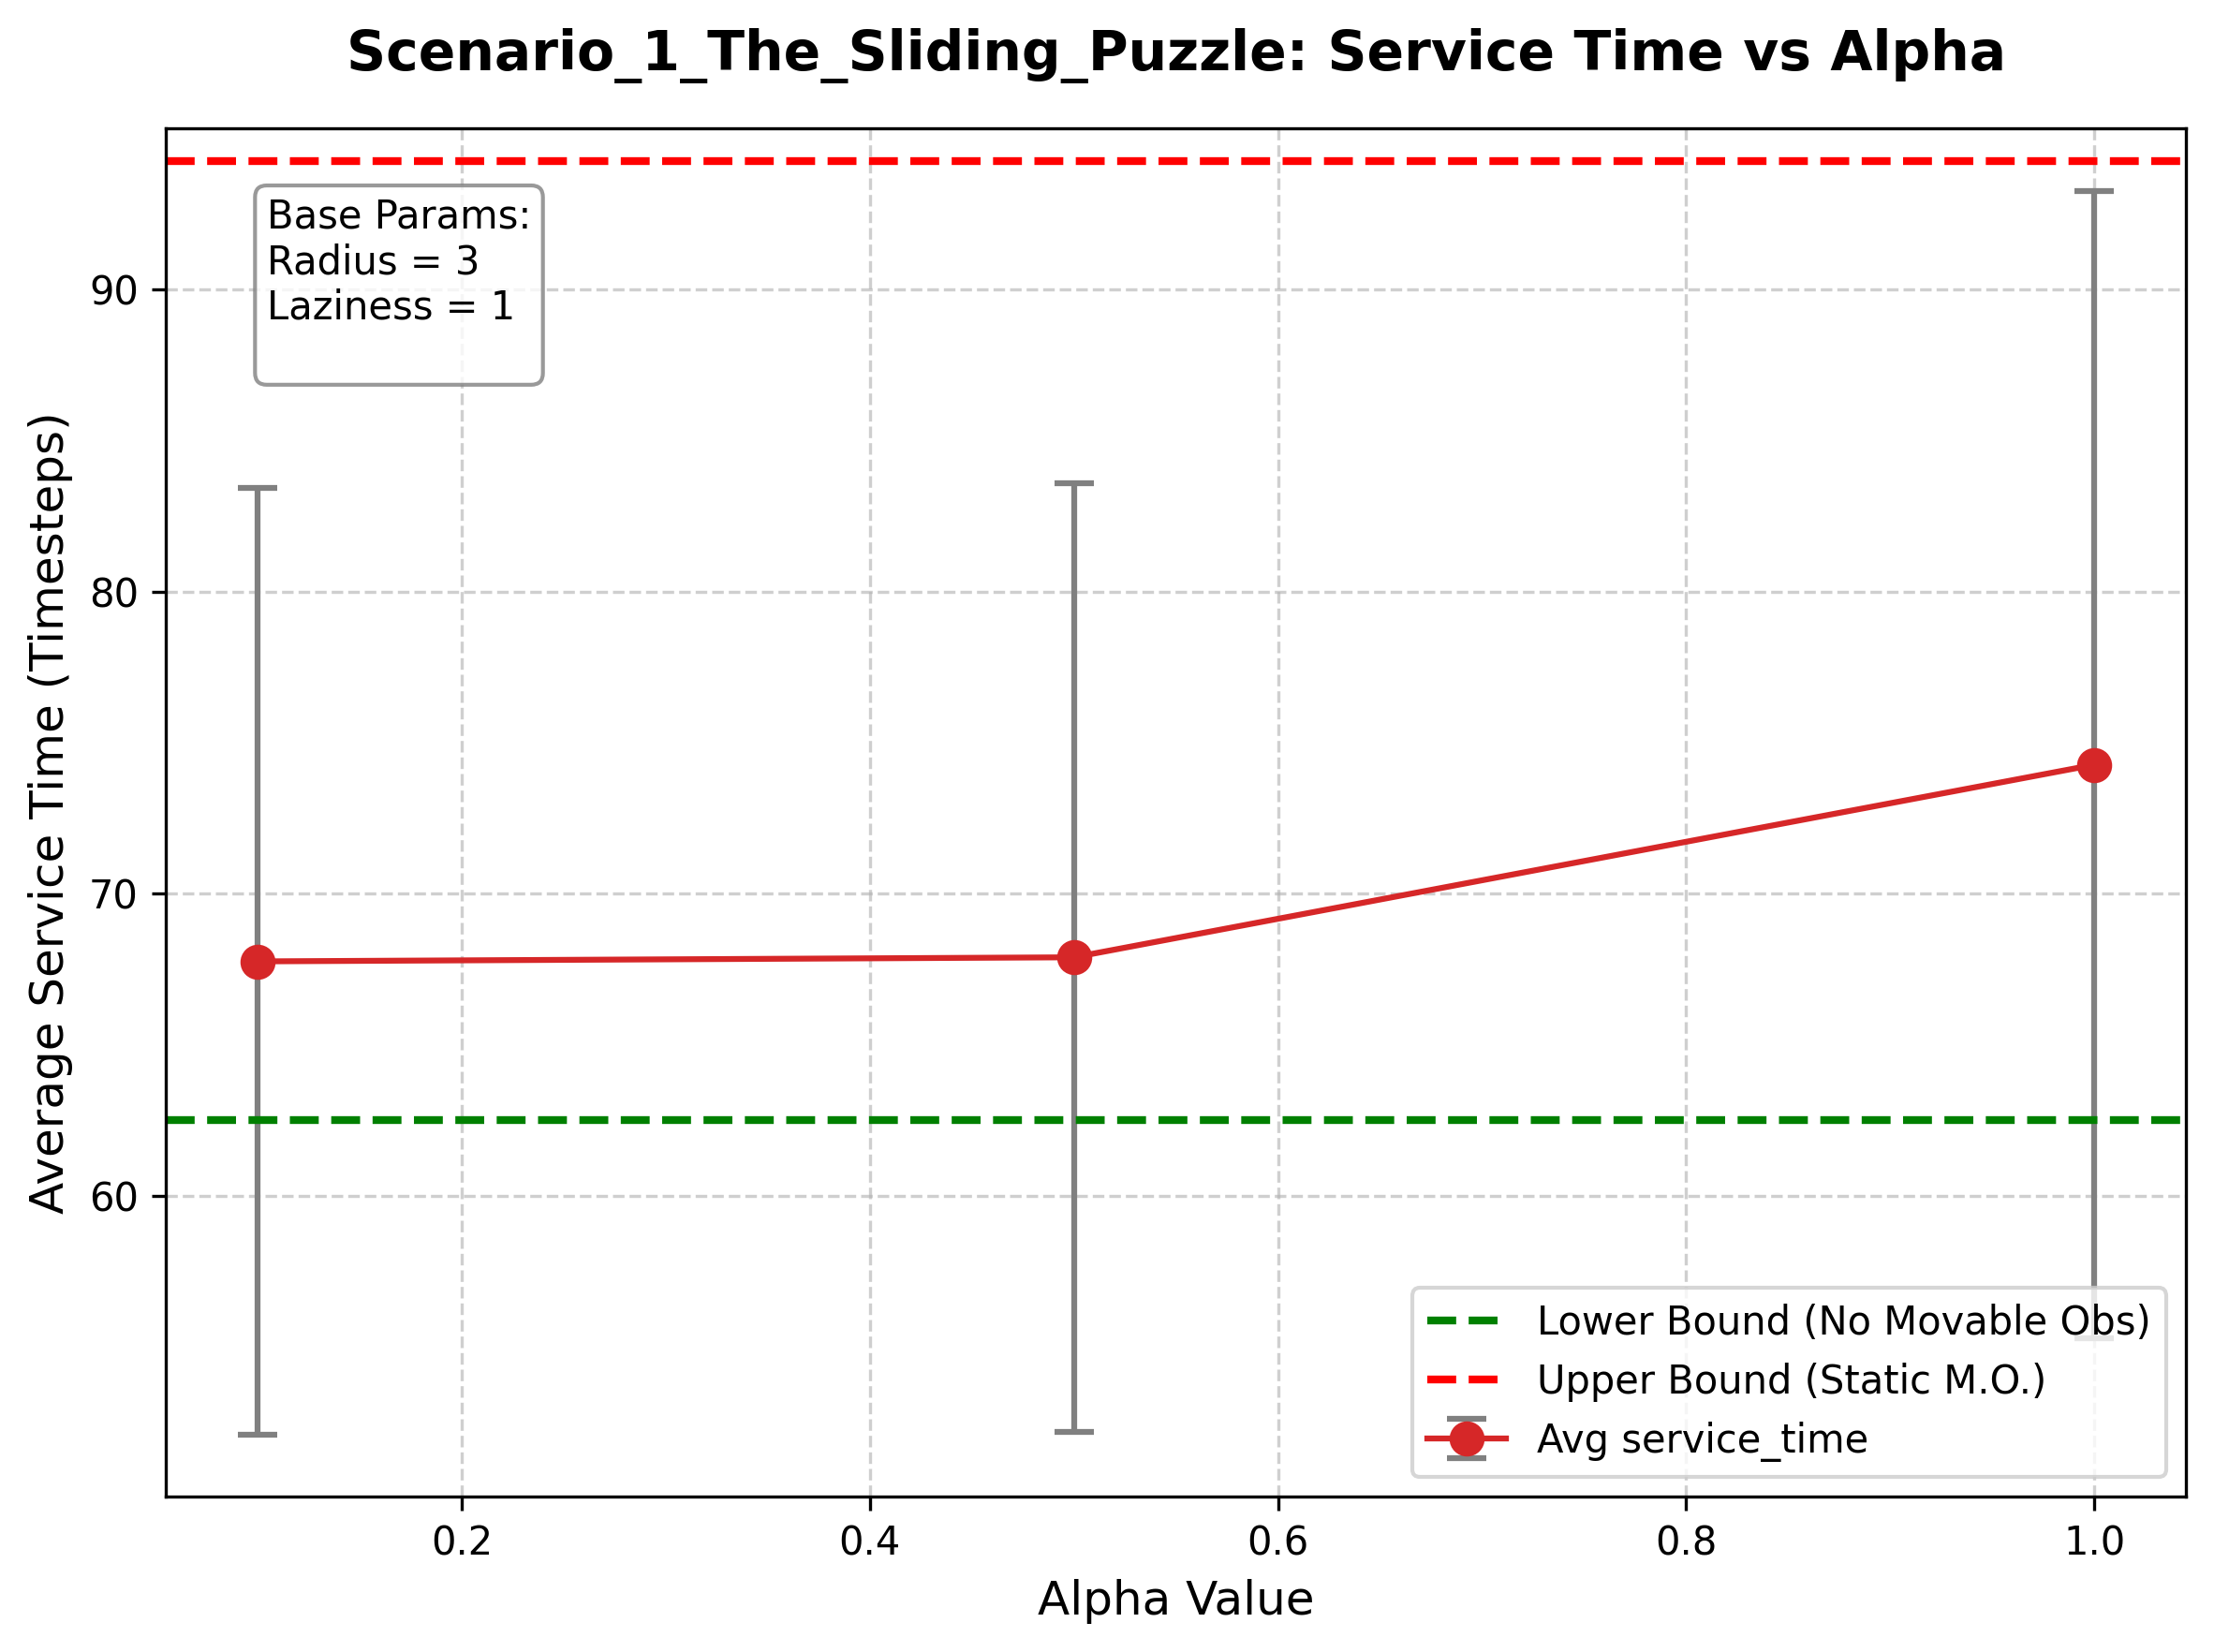 Scenario_1_The_Sliding_Puzzle: Service Time vs Alpha
Base Params:
Radius = 3
Laziness = 1
Average Service Time (Timesteps)
90
80
70
60
Lower Bound (No Movable Obs)
Upper Bound (Static M.O.)
Avg service_time
0.2
0.4
0.6
0.8
1.0
Alpha Value